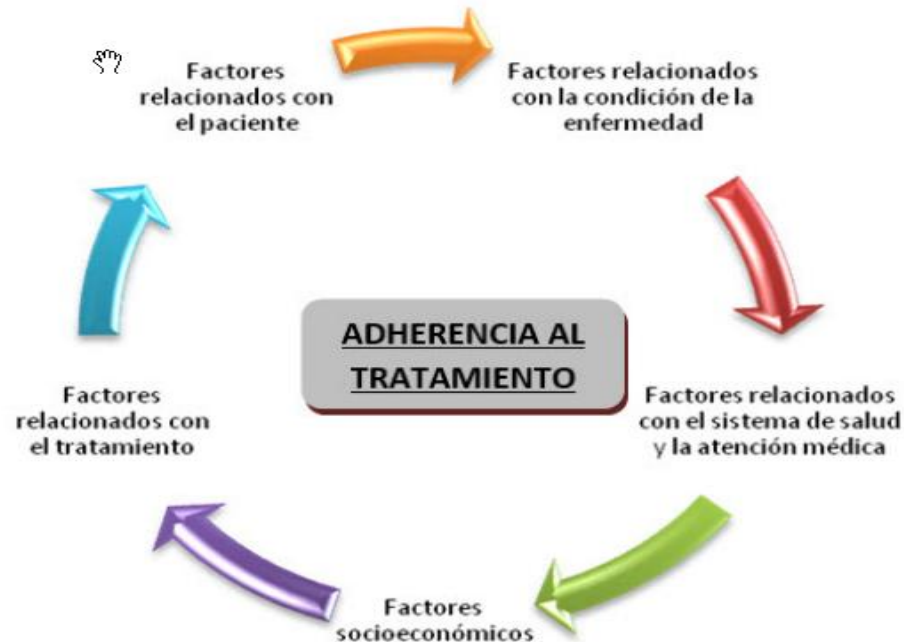 Factores
relacionados con
el paciente
Factores relacionados
con la condición de la
enfermedad
ADHERENCIA AL
TRATAMIENTO
Factores
relacionados con
el tratamiento
Factores relacionados
con el sistema de salud
y la atención médica
Factores
socioeconómicos